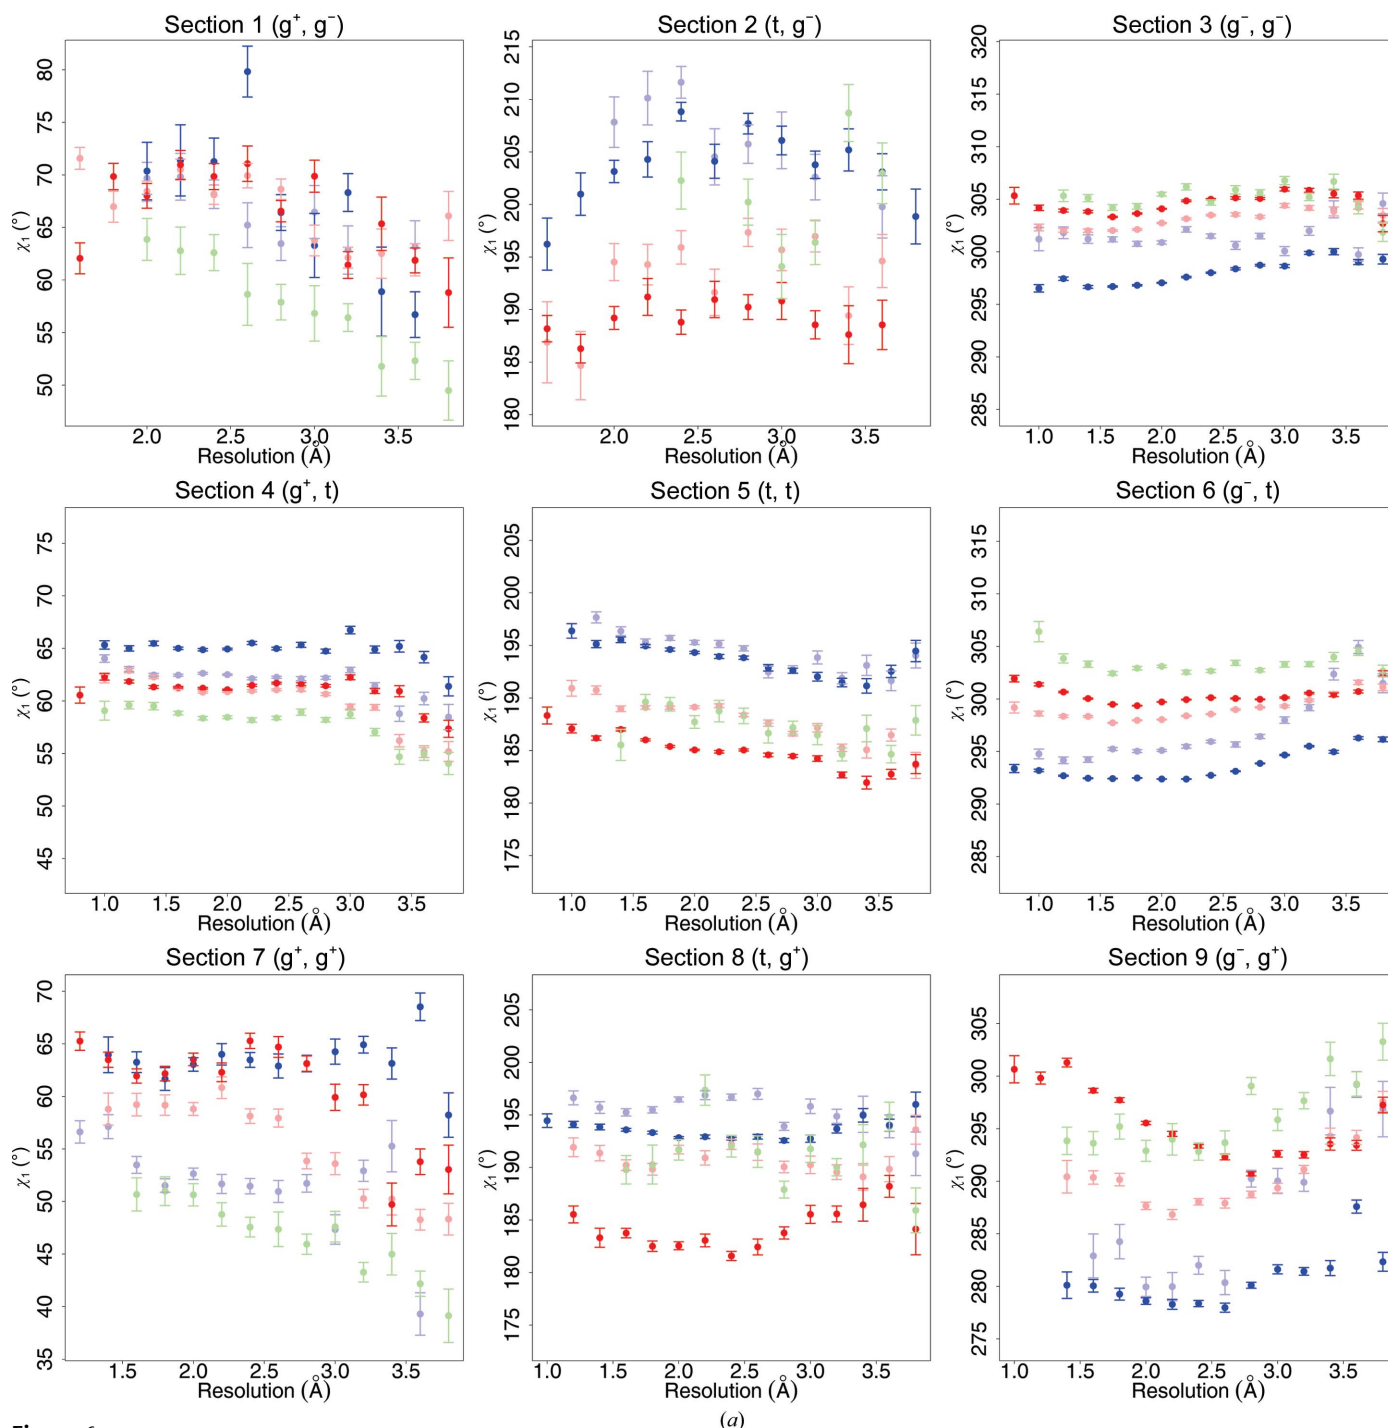 Section 1 (g⁺, g⁻)
Section 2 (t, g⁻)
Section 3 (g⁻, g⁻)
χ₁ (°)
80
75
70
65
60
55
50
2.0 2.5 3.0 3.5
Resolution (Å)
χ₁ (°)
215
210
205
200
195
190
185
180
2.0 2.5 3.0 3.5
Resolution (Å)
χ₁ (°)
320
315
310
305
300
295
290
285
1.0 1.5 2.0 2.5 3.0 3.5
Resolution (Å)
Section 4 (g⁺, t)
Section 5 (t, t)
Section 6 (g⁻, t)
χ₁ (°)
75
70
65
60
55
50
45
1.0 1.5 2.0 2.5 3.0 3.5
Resolution (Å)
χ₁ (°)
205
200
195
190
185
180
175
1.0 1.5 2.0 2.5 3.0 3.5
Resolution (Å)
χ₁ (°)
315
310
305
300
295
290
285
1.0 1.5 2.0 2.5 3.0 3.5
Resolution (Å)
Section 7 (g⁺, g⁺)
Section 8 (t, g⁺)
Section 9 (g⁻, g⁺)
χ₁ (°)
70
65
60
55
50
45
40
35
1.5 2.0 2.5 3.0 3.5
Resolution (Å)
χ₁ (°)
205
200
195
190
185
180
175
1.0 1.5 2.0 2.5 3.0 3.5
Resolution (Å)
χ₁ (°)
305
300
295
290
285
280
275
1.0 1.5 2.0 2.5 3.0 3.5
Resolution (Å)
(a)